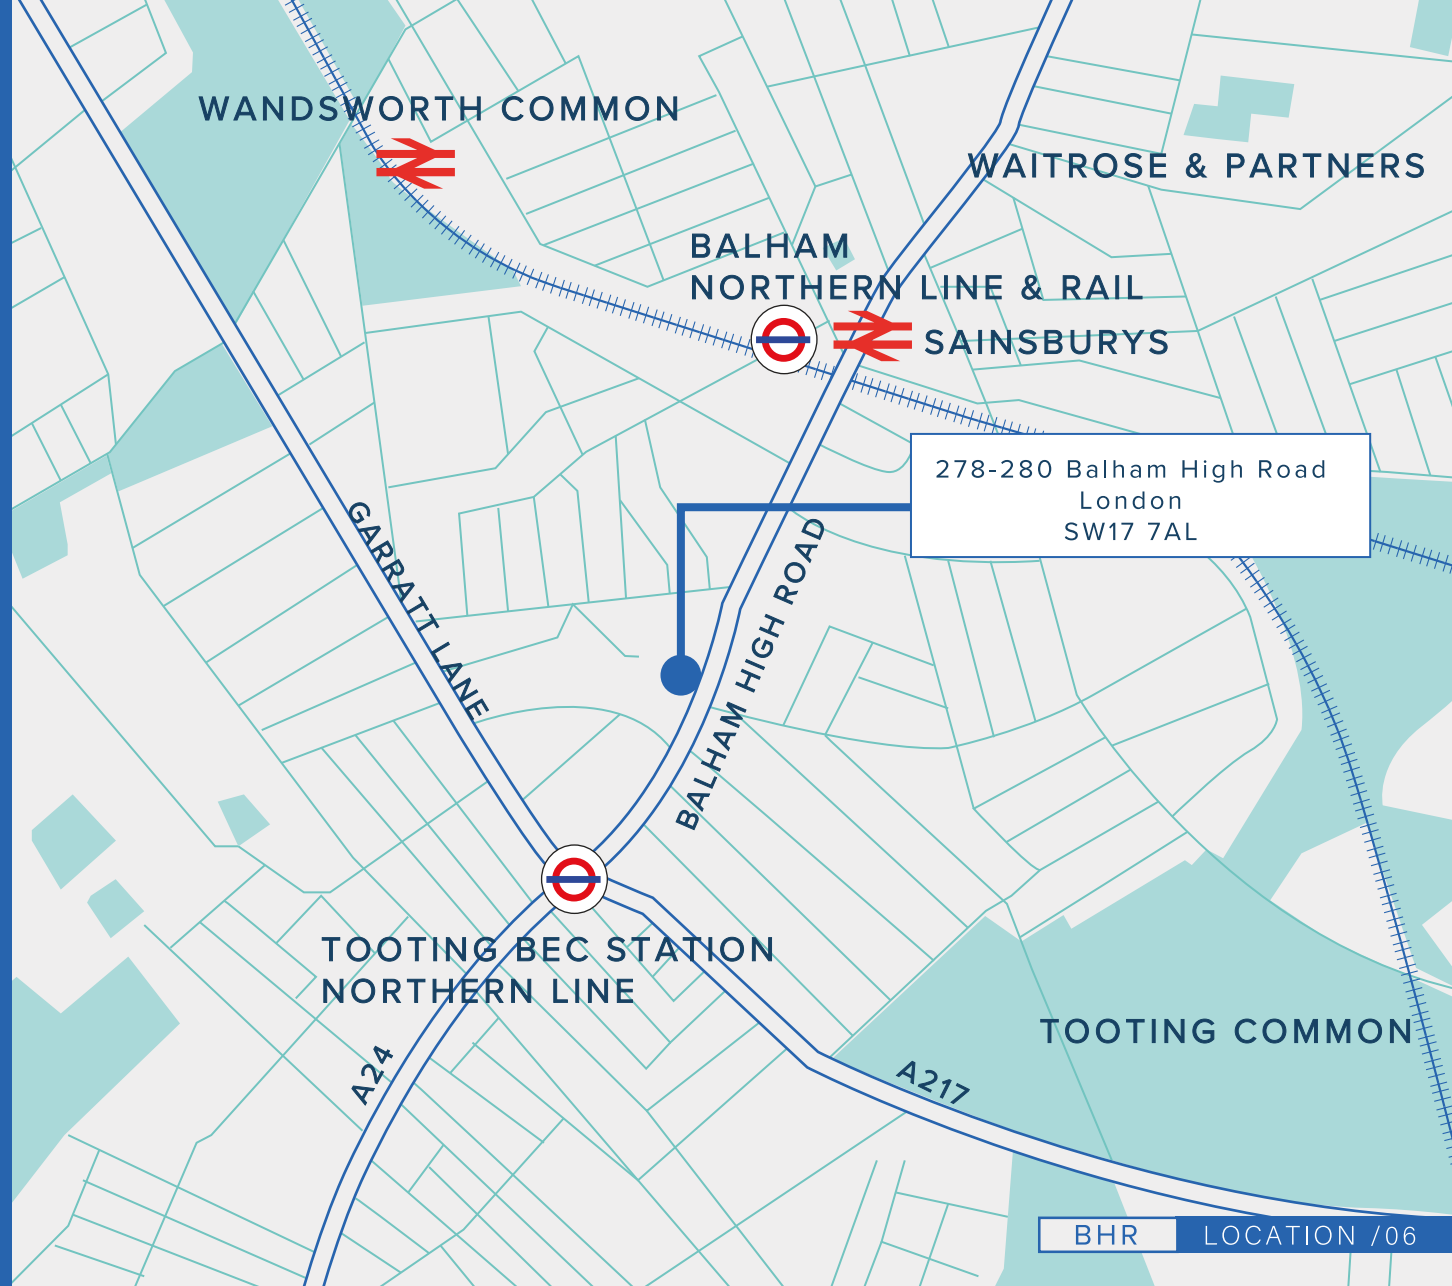 WANDSWORTH COMMON
WAITROSE & PARTNERS
BALHAM
NORTHERN LINE & RAIL
SAINSBURYS
278-280 Balham High Road
London
SW17 7AL
GARRATT LANE
BALHAM HIGH ROAD
TOOTING BEC STATION
NORTHERN LINE
TOOTING COMMON
A24
A217
BHR
LOCATION /06